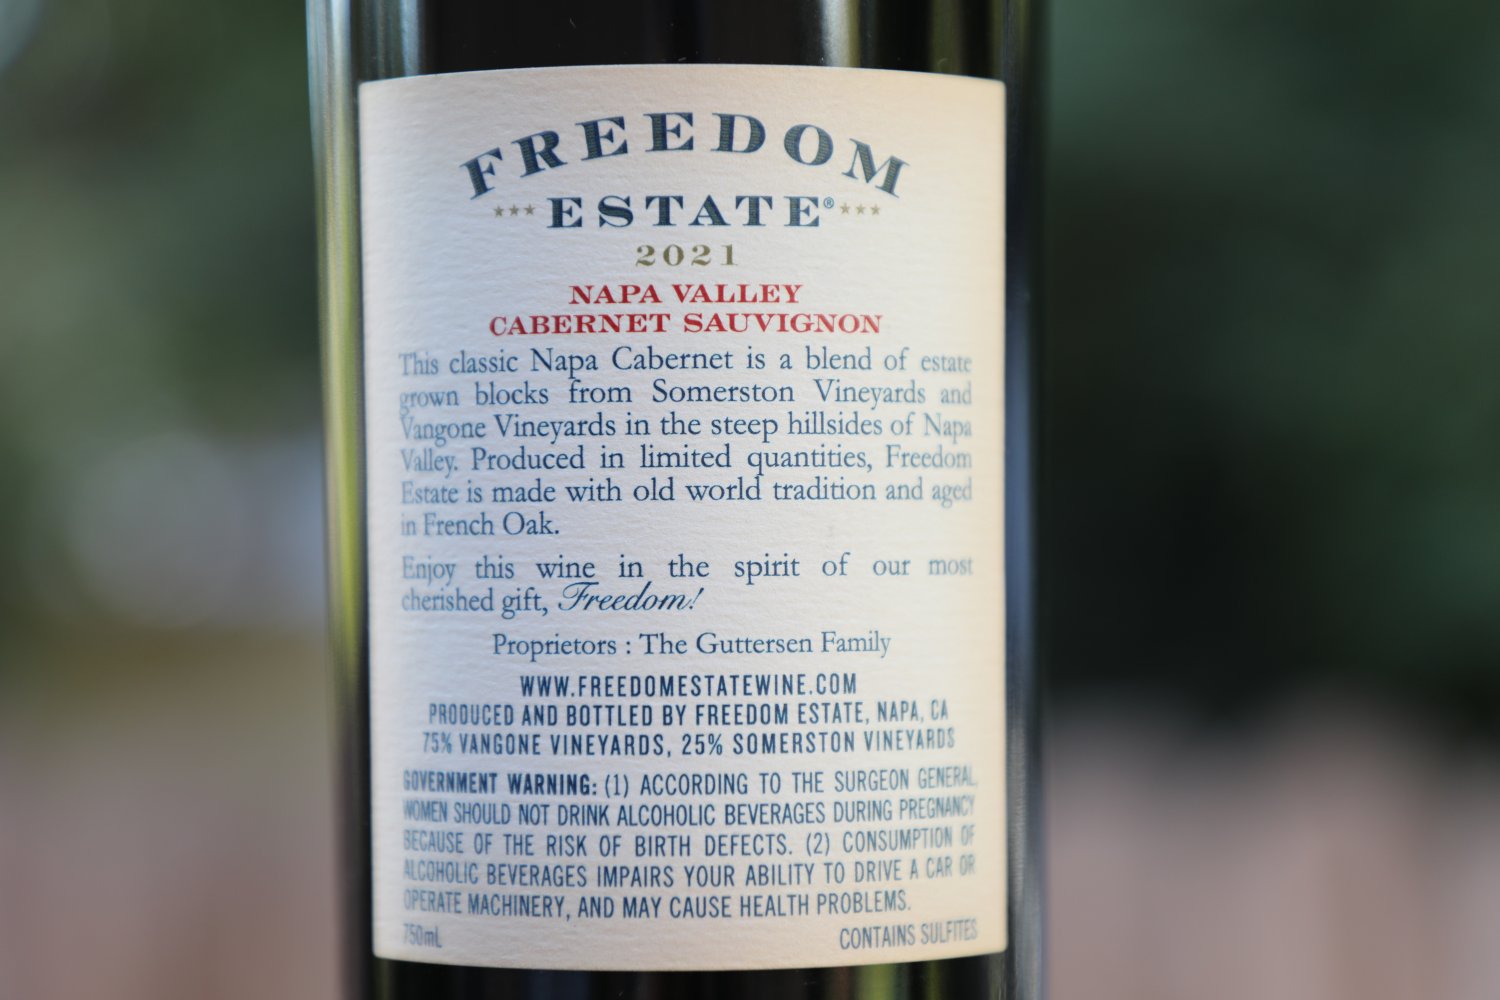 FREEDOM
***ESTATE®***
2021
NAPA VALLEY
CABERNET SAUVIGNON
This classic Napa Cabernet is a blend of estate
grown blocks from Somerston Vineyards and
Vangone Vineyards in the steep hillsides of Napa
Valley. Produced in limited quantities, Freedom
Estate is made with old world tradition and aged
in French Oak.
Enjoy this wine in the spirit of our most
cherished gift, Freedom!
Proprietors : The Guttersen Family
WWW.FREEDOMESTATEWINE.COM
PRODUCED AND BOTTLED BY FREEDOM ESTATE, NAPA, CA
75% VANGONE VINEYARDS, 25% SOMERSTON VINEYARDS
GOVERNMENT WARNING: (1) ACCORDING TO THE SURGEON GENERAL,
WOMEN SHOULD NOT DRINK ALCOHOLIC BEVERAGES DURING PREGNANCY
BECAUSE OF THE RISK OF BIRTH DEFECTS. (2) CONSUMPTION OF
ALCOHOLIC BEVERAGES IMPAIRS YOUR ABILITY TO DRIVE A CAR OR
OPERATE MACHINERY, AND MAY CAUSE HEALTH PROBLEMS.
750mL CONTAINS SULFITES